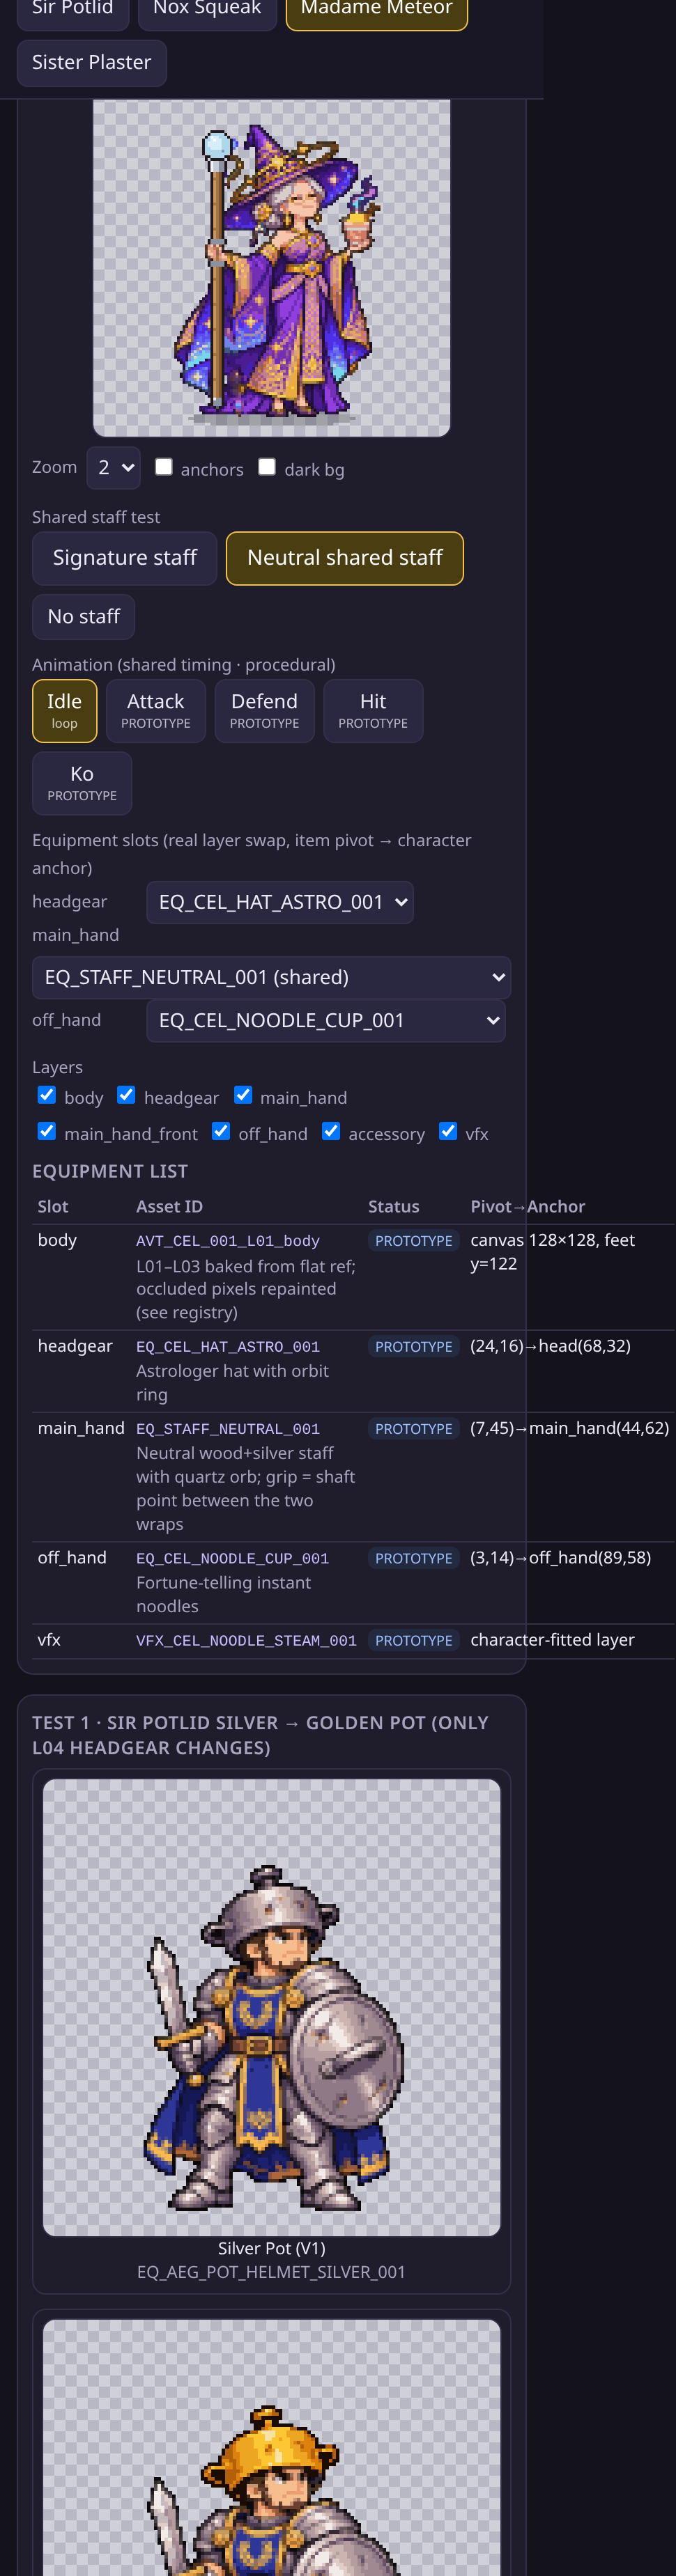 Sir Potlid Nox Squeak Madame Meteor
Sister Plaster
Zoom 2 anchors dark bg
Shared staff test
Signature staff Neutral shared staff
No staff
Animation (shared timing · procedural)
Idle Attack Defend Hit
loop PROTOTYPE PROTOTYPE PROTOTYPE
Ko
PROTOTYPE
Equipment slots (real layer swap, item pivot → character
anchor)
headgear EQ_CEL_HAT_ASTRO_001
main_hand
EQ_STAFF_NEUTRAL_001 (shared)
off_hand EQ_CEL_NOODLE_CUP_001
Layers
body headgear main_hand
main_hand_front off_hand accessory vfx
EQUIPMENT LIST
Slot Asset ID Status Pivot→Anchor
body AVT_CEL_001_L01_body PROTOTYPE canvas 128×128, feet
y=122
L01–L03 baked from flat ref;
occluded pixels repainted
(see registry)
headgear EQ_CEL_HAT_ASTRO_001 PROTOTYPE (24,16)→head(68,32)
Astrologer hat with orbit
ring
main_hand EQ_STAFF_NEUTRAL_001 PROTOTYPE (7,45)→main_hand(44,62)
Neutral wood+silver staff
with quartz orb; grip = shaft
point between the two
wraps
off_hand EQ_CEL_NOODLE_CUP_001 PROTOTYPE (3,14)→off_hand(89,58)
Fortune-telling instant
noodles
vfx VFX_CEL_NOODLE_STEAM_001 PROTOTYPE character-fitted layer
TEST 1 · SIR POTLID SILVER → GOLDEN POT (ONLY
L04 HEADGEAR CHANGES)
Silver Pot (V1)
EQ_AEG_POT_HELMET_SILVER_001